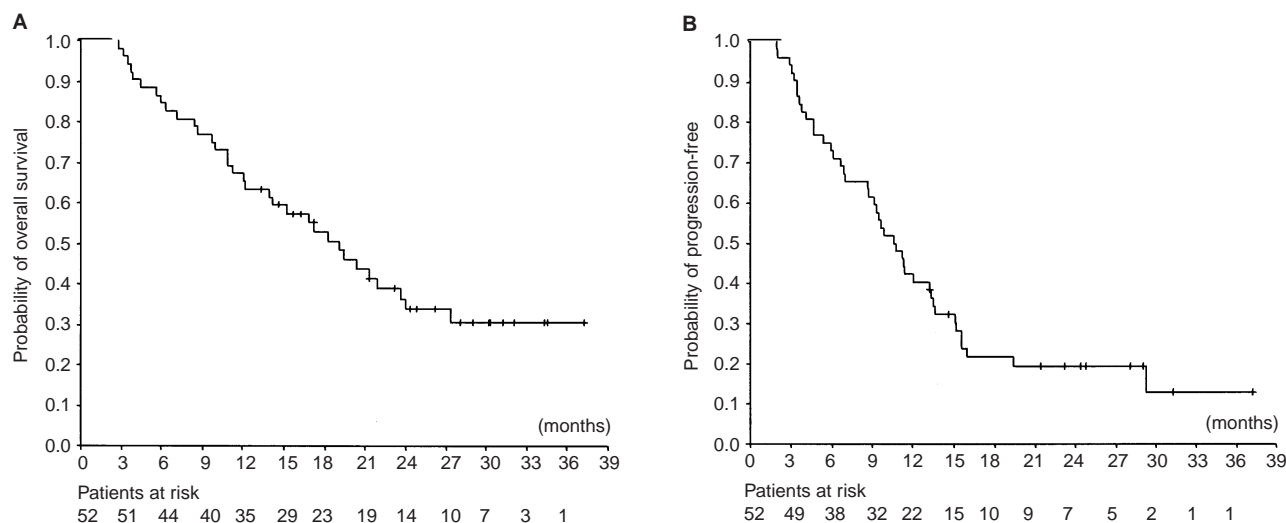 A
Probability of overall survival
1.0
0.9
0.8
0.7
0.6
0.5
0.4
0.3
0.2
0.1
0.0
(months)
0 3 6 9 12 15 18 21 24 27 30 33 36 39
Patients at risk
52 51 44 40 35 29 23 19 14 10 7 3 1
B
Probability of progression-free
1.0
0.9
0.8
0.7
0.6
0.5
0.4
0.3
0.2
0.1
0.0
(months)
0 3 6 9 12 15 18 21 24 27 30 33 36 39
Patients at risk
52 49 38 32 22 15 10 9 7 5 2 1 1